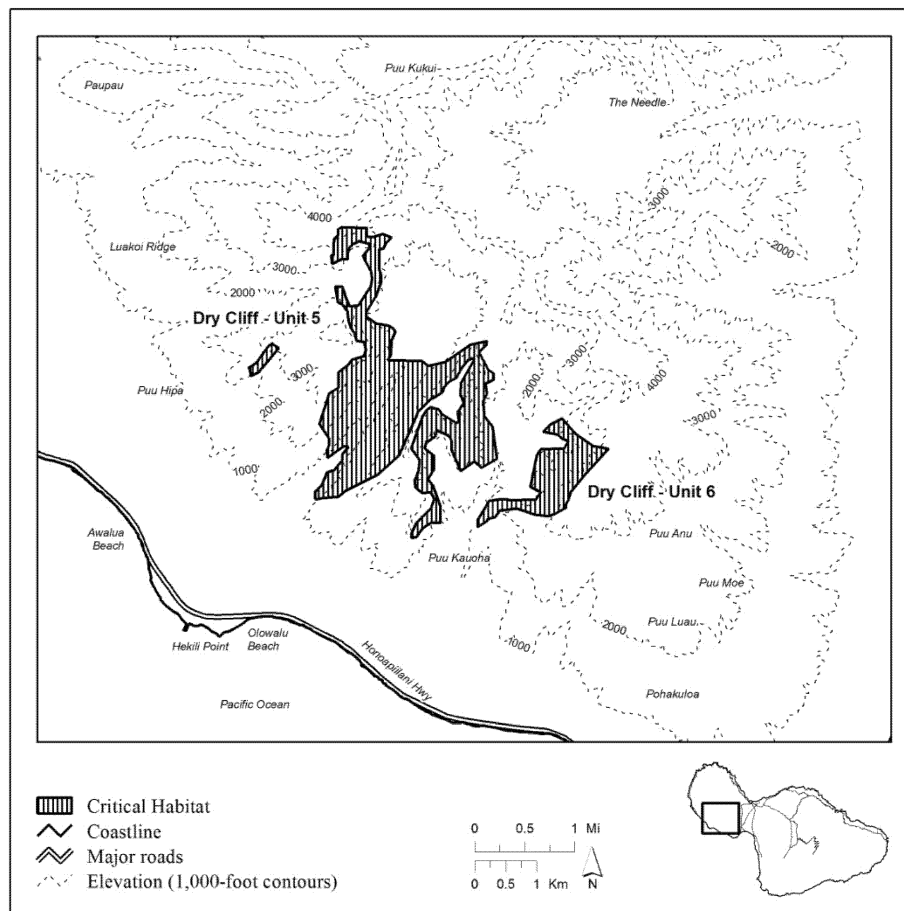 Paupau
Puu Kukui
The Needle
3000
2000
4000
Luakoi Ridge
3000
2000
Dry Cliff - Unit 5
3000
2000
3000
4000
Puu Hipa
2000
3000
1000
Dry Cliff - Unit 6
Awalua
Beach
Puu Anu
Puu Kauoha
Puu Moe
2000
Puu Luau
1000
Hekili Point
Olowalu
Beach
Honoapiilani Hwy
Pohakuloa
Pacific Ocean
Critical Habitat
Coastline
Major roads
Elevation (1,000-foot contours)
0 0.5 1 Mi
0 0.5 1 Km
N